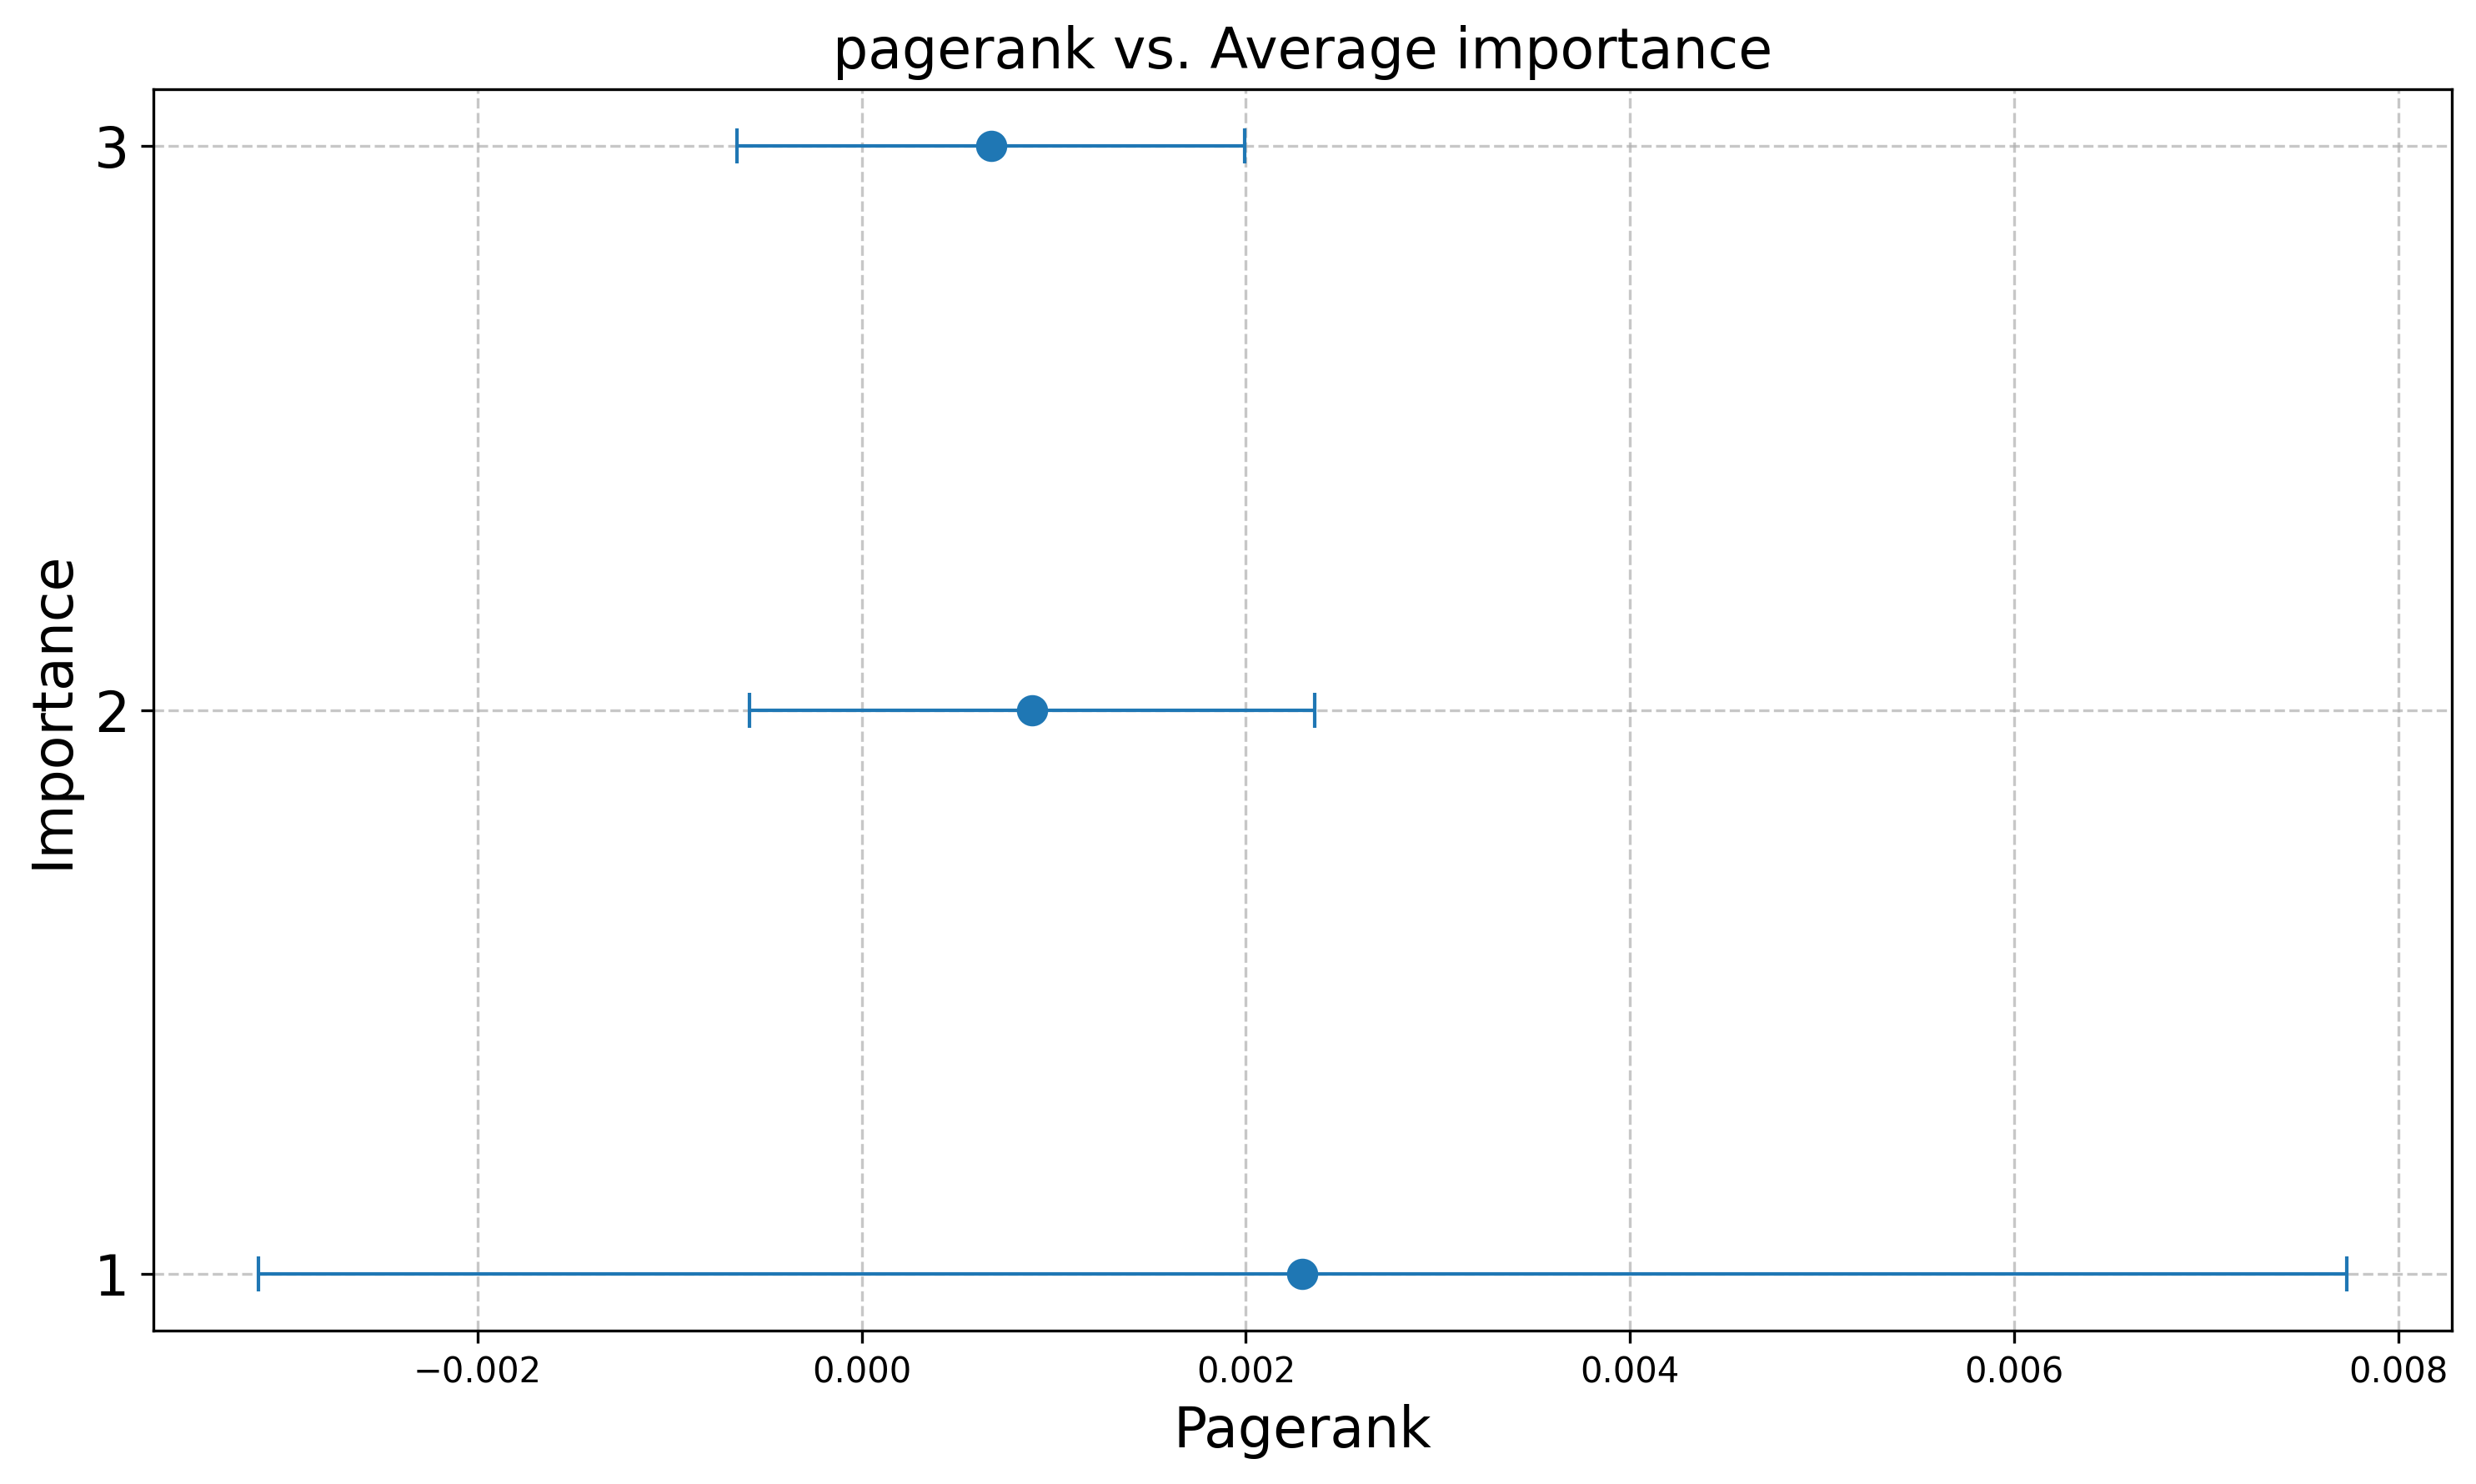 pagerank vs. Average importance
Importance
3
2
1
−0.002 0.000 0.002 0.004 0.006 0.008
Pagerank